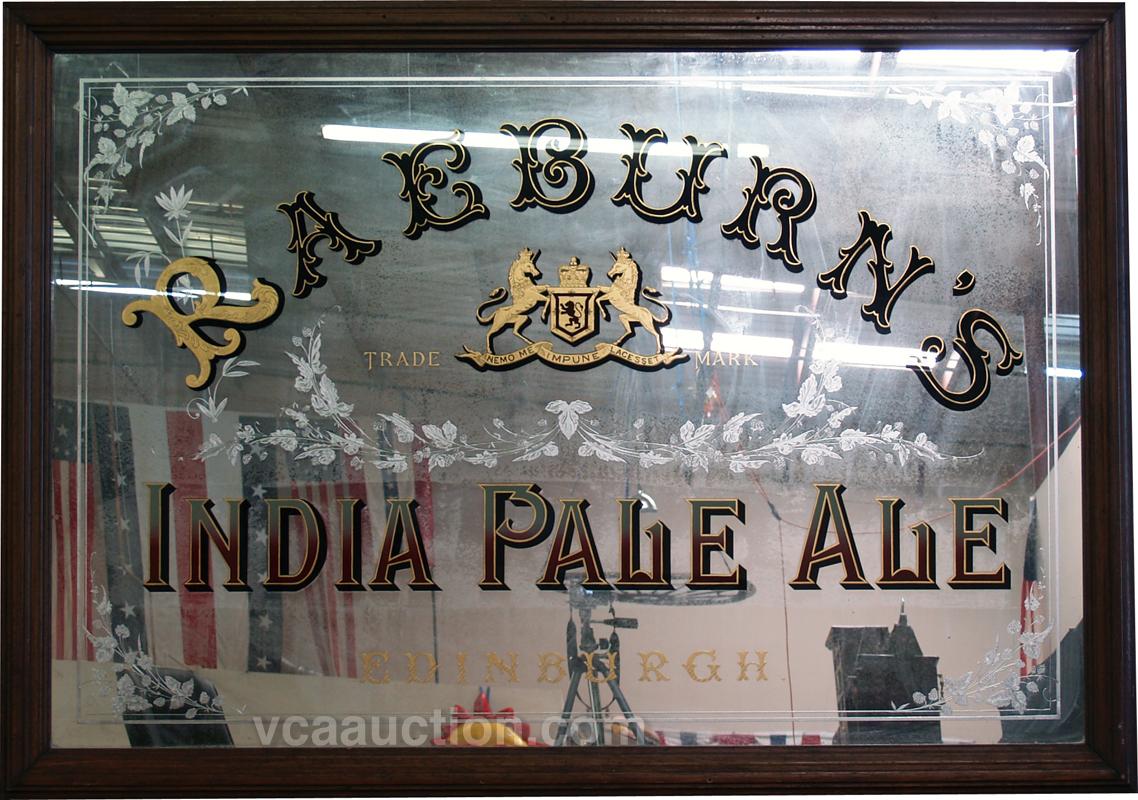 RAEBURN'S
TRADE MARK
NEMO ME IMPUNE LACESSET
INDIA PALE ALE
EDINBURGH
vcaauction.com